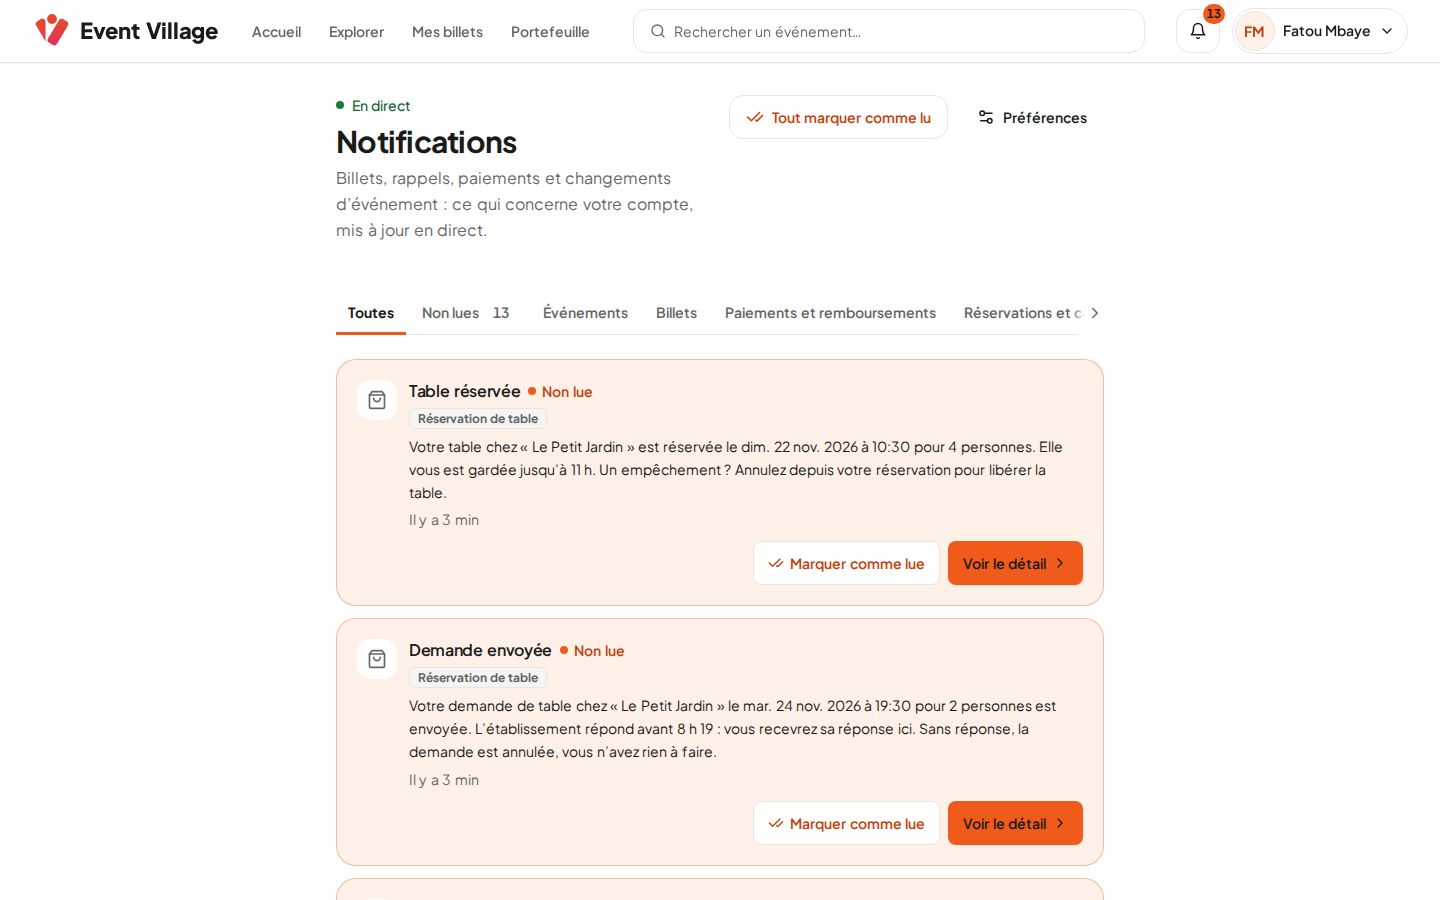 Event Village
Accueil
Explorer
Mes billets
Portefeuille
Rechercher un événement…
13
FM
Fatou Mbaye
En direct
Notifications
Billets, rappels, paiements et changements
d’événement : ce qui concerne votre compte,
mis à jour en direct.
Tout marquer comme lu
Préférences
Toutes
Non lues 13
Événements
Billets
Paiements et remboursements
Réservations et c
Table réservée
Non lue
Réservation de table
Votre table chez « Le Petit Jardin » est réservée le dim. 22 nov. 2026 à 10:30 pour 4 personnes. Elle
vous est gardée jusqu’à 11 h. Un empêchement ? Annulez depuis votre réservation pour libérer la
table.
Il y a 3 min
Marquer comme lue
Voir le détail
Demande envoyée
Non lue
Réservation de table
Votre demande de table chez « Le Petit Jardin » le mar. 24 nov. 2026 à 19:30 pour 2 personnes est
envoyée. L’établissement répond avant 8 h 19 : vous recevrez sa réponse ici. Sans réponse, la
demande est annulée, vous n’avez rien à faire.
Il y a 3 min
Marquer comme lue
Voir le détail